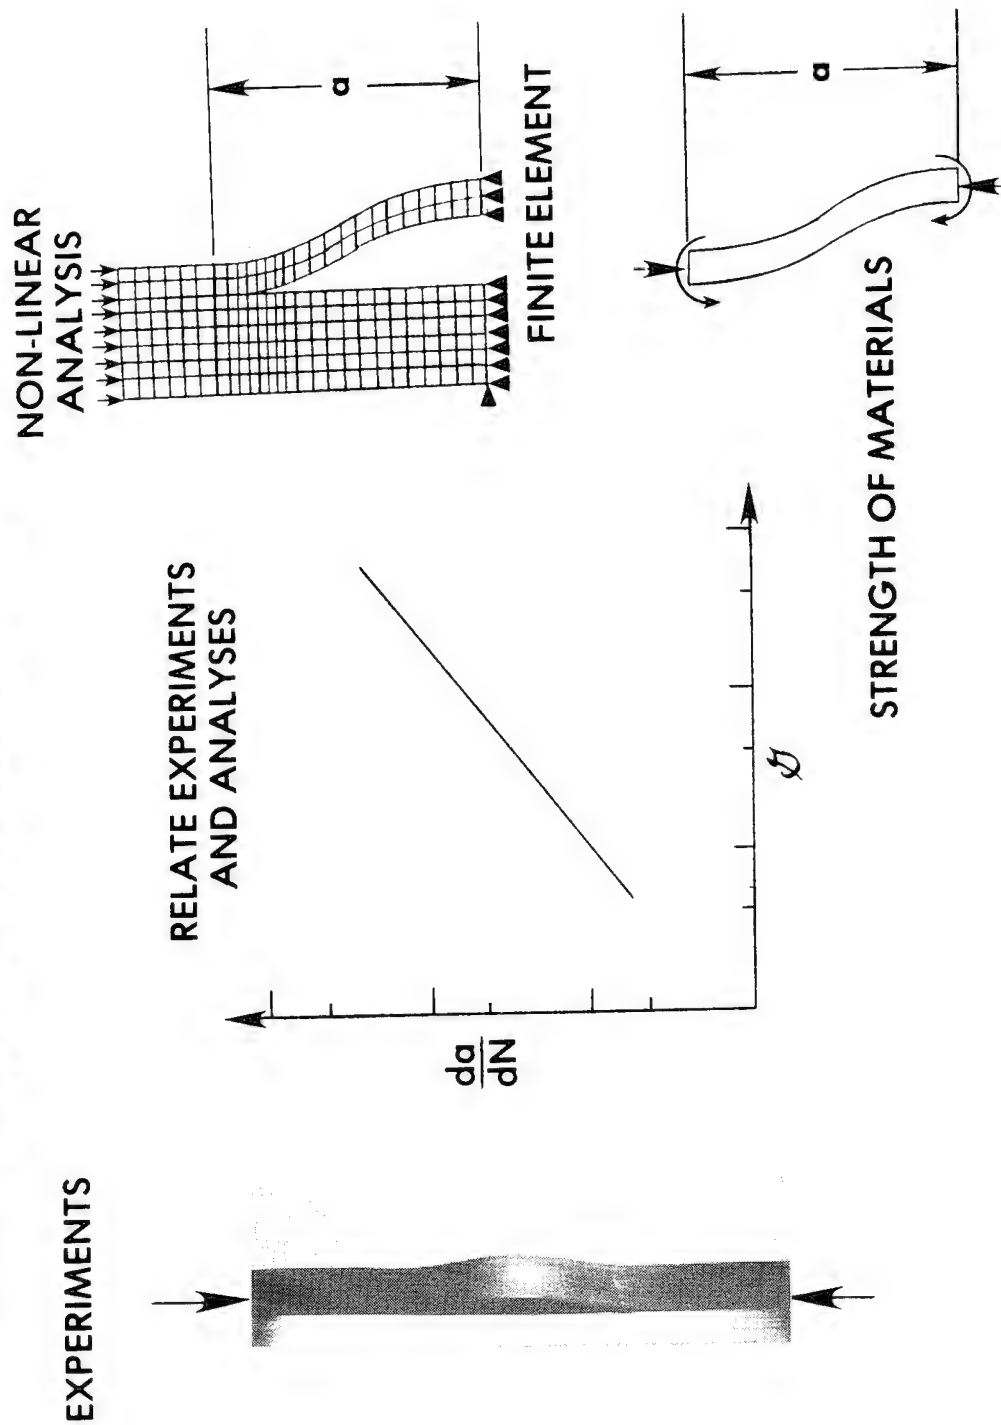 EXPERIMENTS
RELATE EXPERIMENTS
AND ANALYSES
da
dN
G
NON-LINEAR
ANALYSIS
a
FINITE ELEMENT
a
STRENGTH OF MATERIALS